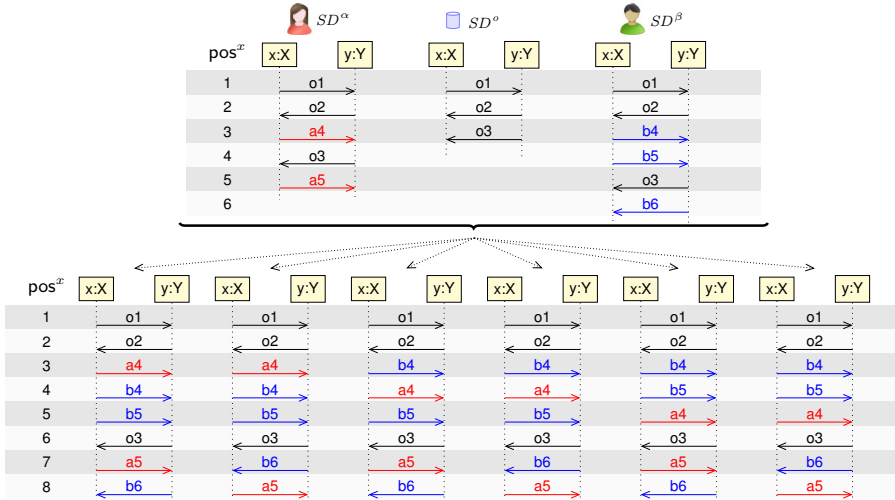 SDα SDo SDβ
posx x:X y:Y x:X y:Y x:X y:Y
1 o1 o1 o1
2 o2 o2 o2
3 a4 o3 b4
4 o3 b5
5 a5 o3
6 b6
posx x:X y:Y x:X y:Y x:X y:Y x:X y:Y x:X y:Y x:X y:Y
1 o1 o1 o1 o1 o1 o1
2 o2 o2 o2 o2 o2 o2
3 a4 a4 b4 b4 b4 b4
4 b4 b4 a4 a4 b5 b5
5 b5 b5 b5 b5 a4 a4
6 o3 o3 o3 o3 o3 o3
7 a5 b6 a5 b6 a5 b6
8 b6 a5 b6 a5 b6 a5